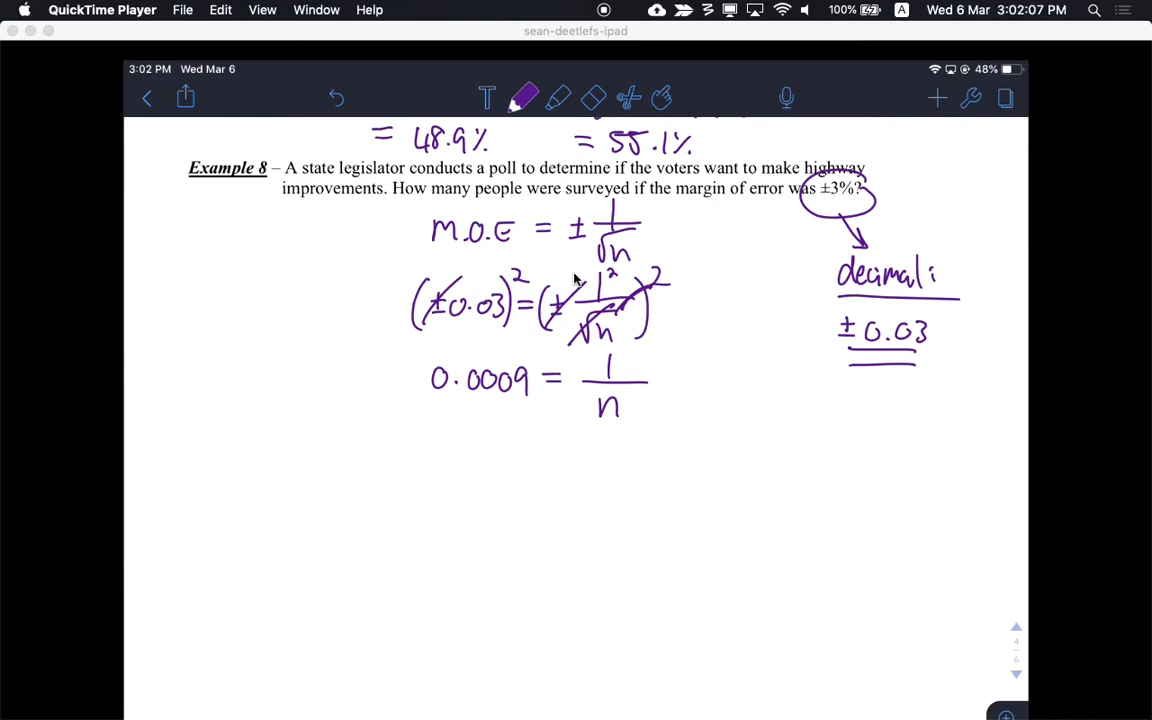 QuickTime Player File Edit View Window Help 100% A Wed 6 Mar 3:02:07 PM
sean-deetlefs-ipad
3:02 PM Wed Mar 6 48%
= 48.9% = 55.1%
Example 8 – A state legislator conducts a poll to determine if the voters want to make highway
improvements. How many people were surveyed if the margin of error was ±3%?
M.O.E = ± 1/√n
decimal:
(±0.03)² = (± 1²/√n)²
± 0.03
0.0009 = 1/n
4
6